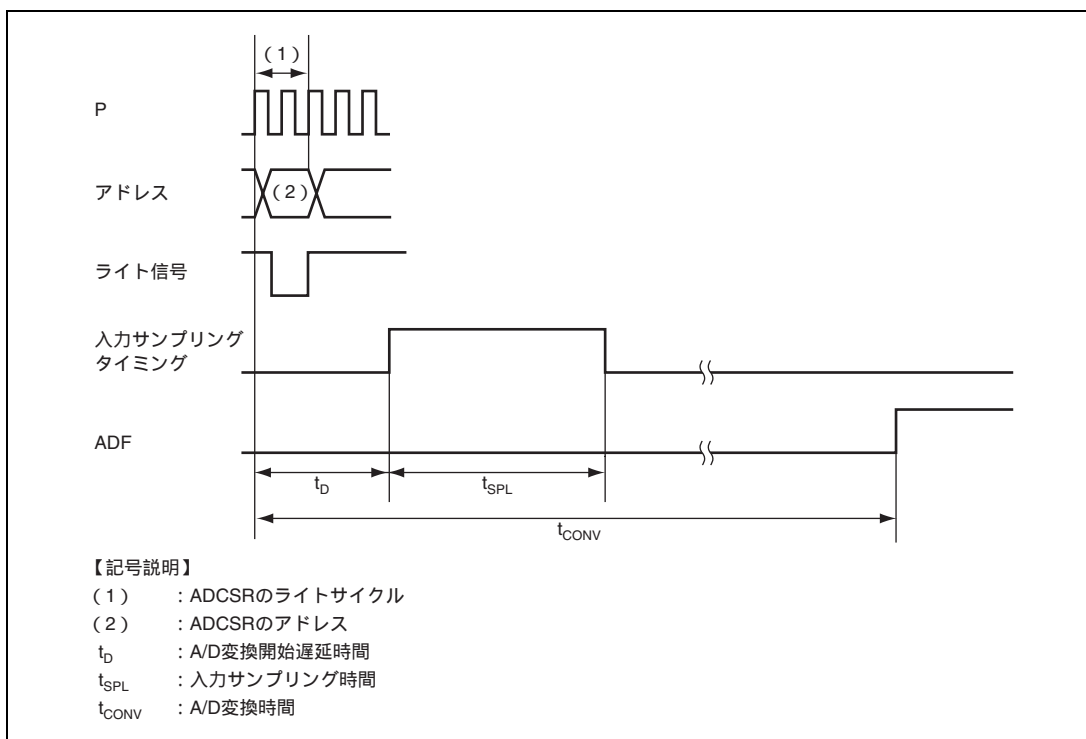 （1）
P
アドレス
（2）
ライト信号
入力サンプリング
タイミング
ADF
tD
tSPL
tCONV
【記号説明】
（1） ：ADCSRのライトサイクル
（2） ：ADCSRのアドレス
tD ：A/D変換開始遅延時間
tSPL ：入力サンプリング時間
tCONV ：A/D変換時間